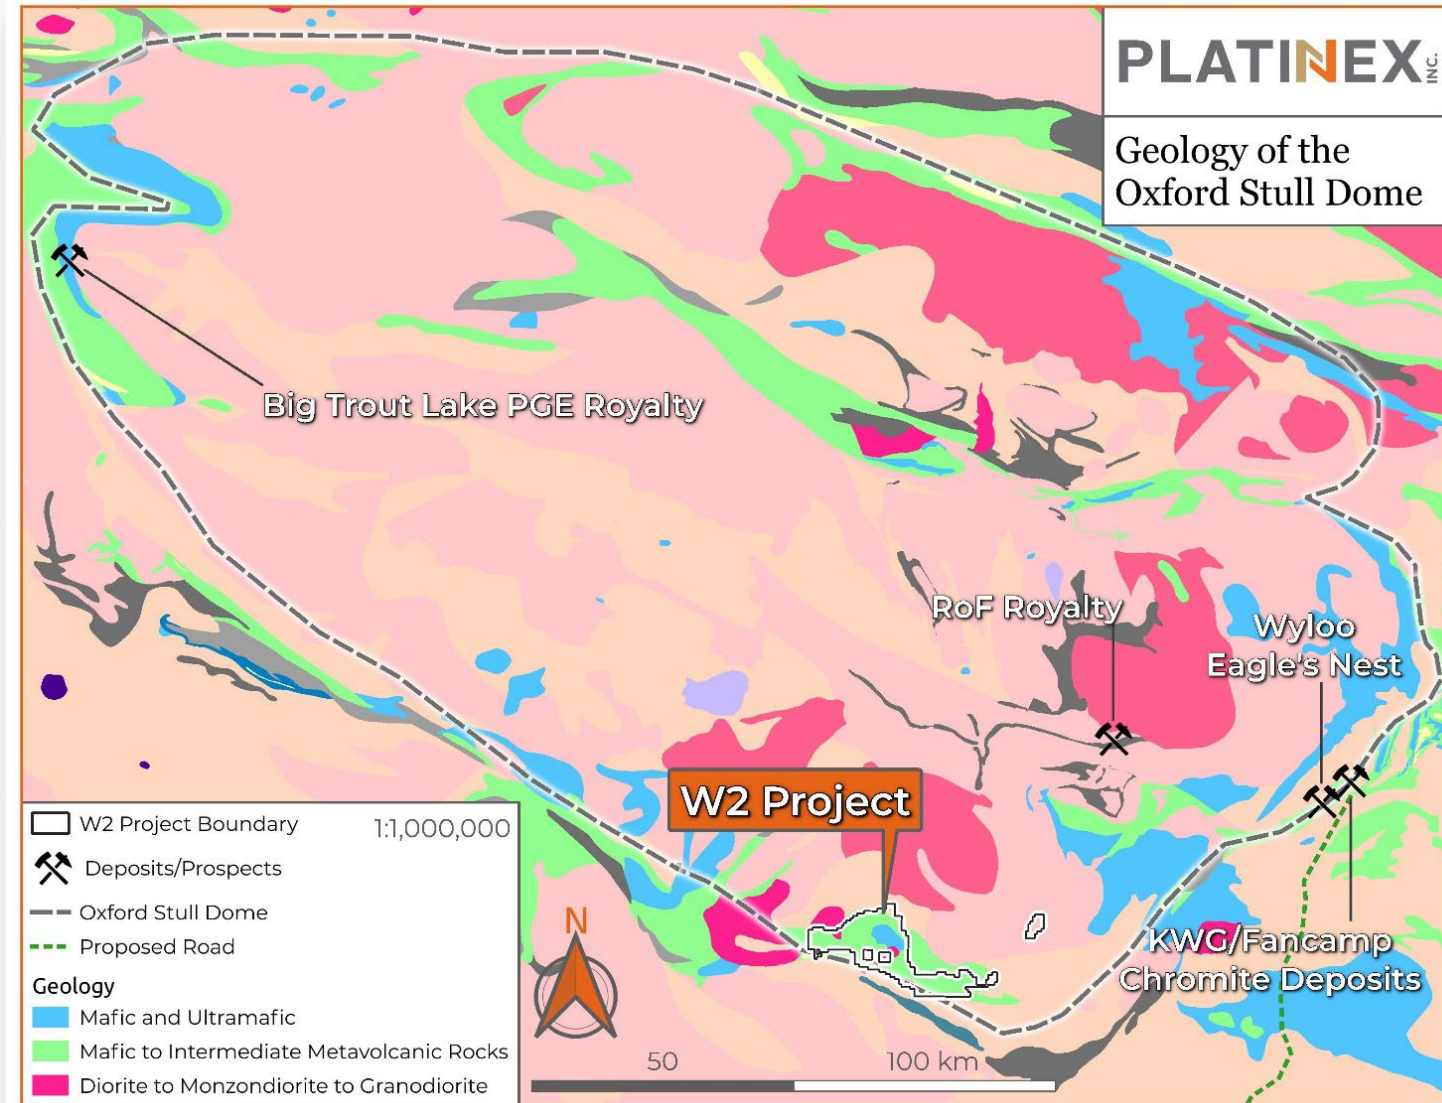 PLATINEX INC.
Geology of the
Oxford Stull Dome
Big Trout Lake PGE Royalty
RoF Royalty
Wyloo
Eagle's Nest
W2 Project
KWG/Fancamp
Chromite Deposits
W2 Project Boundary 1:1,000,000
Deposits/Prospects
Oxford Stull Dome
Proposed Road
Geology
Mafic and Ultramafic
Mafic to Intermediate Metavolcanic Rocks
Diorite to Monzondiorite to Granodiorite
N
50 100 km